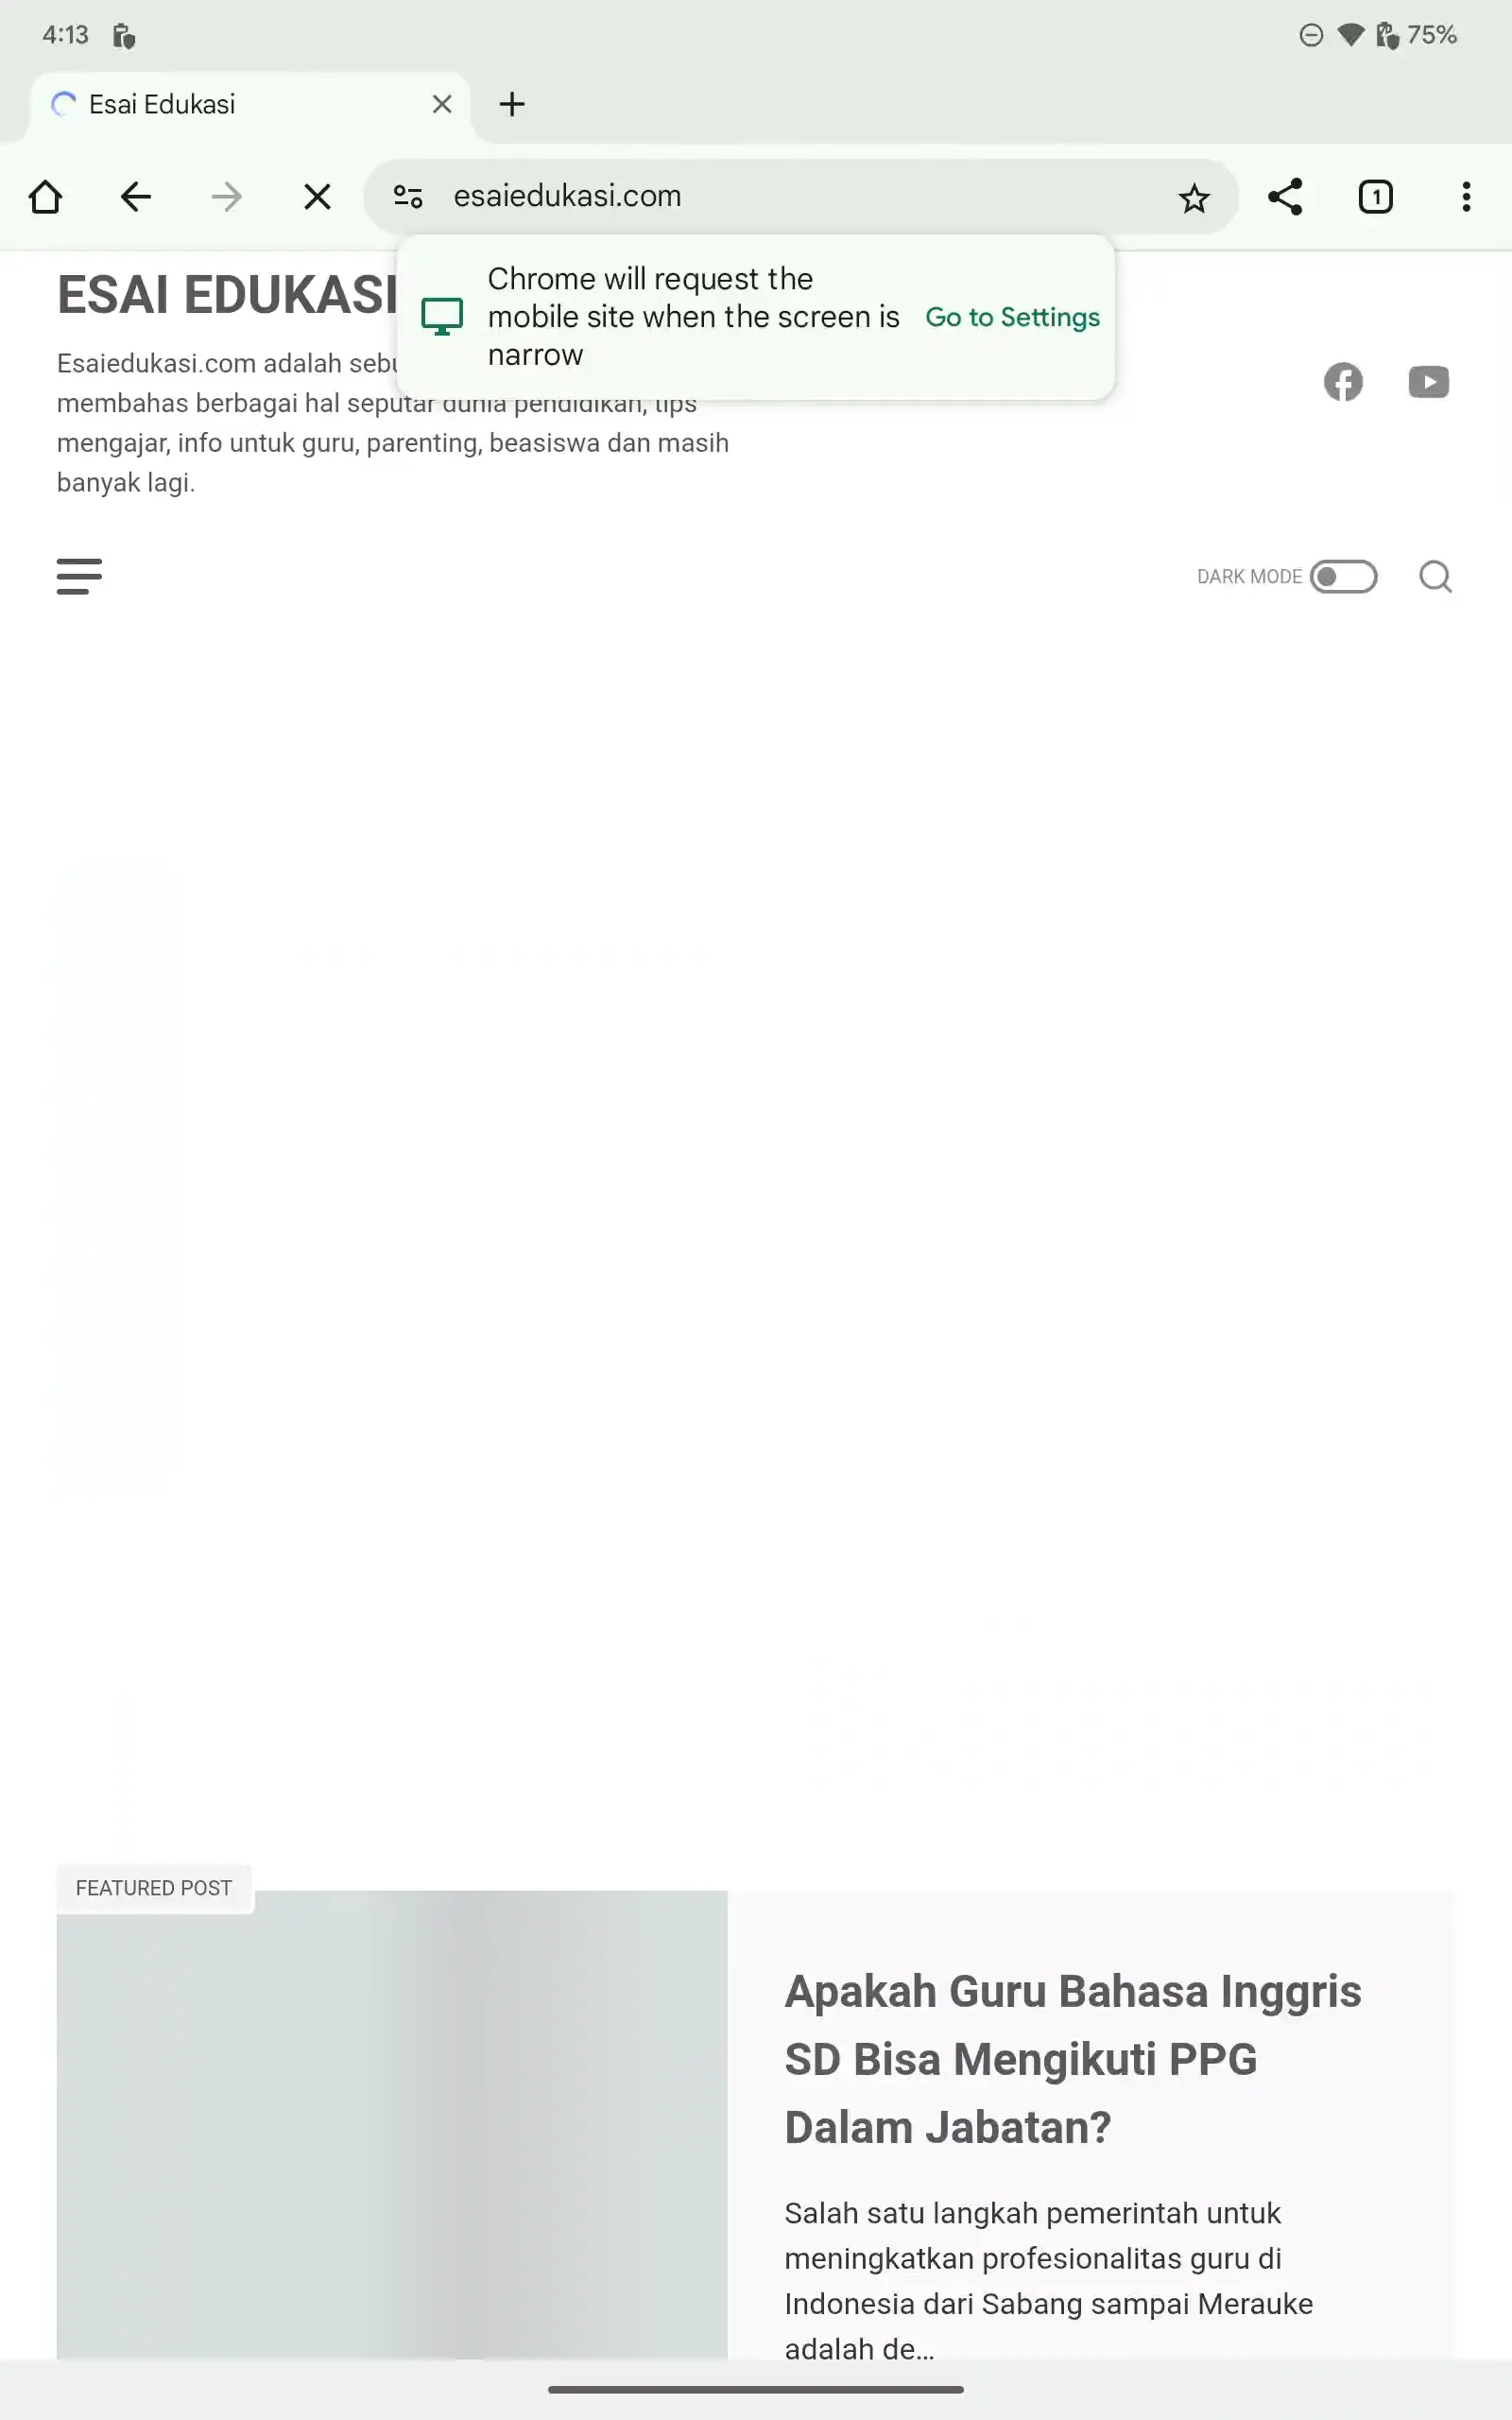 4:13
75%
Esai Edukasi
esaiedukasi.com
1
Chrome will request the
mobile site when the screen is
narrow
Go to Settings
ESAI EDUKASI
Esaiedukasi.com adalah
membahas berbagai hal seputar dunia pendidikan, tips
mengajar, info untuk guru, parenting, beasiswa dan masih
banyak lagi.
DARK MODE
FEATURED POST
Apakah Guru Bahasa Inggris
SD Bisa Mengikuti PPG
Dalam Jabatan?
Salah satu langkah pemerintah untuk
meningkatkan profesionalitas guru di
Indonesia dari Sabang sampai Merauke
adalah de...